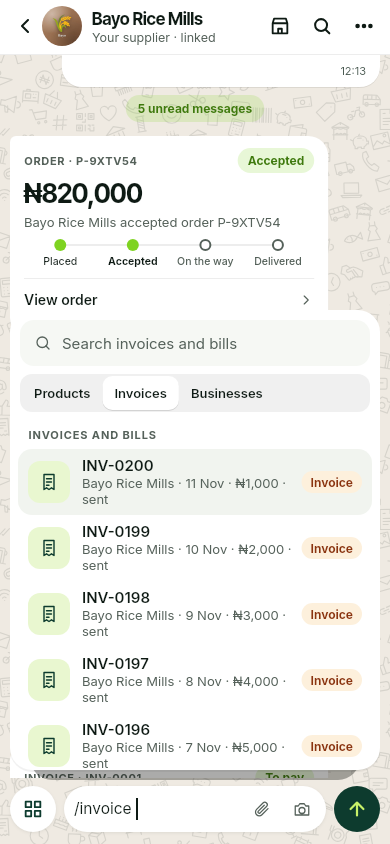 Bayo Rice Mills
Your supplier · linked
12:13
5 unread messages
ORDER · P-9XTV54
Accepted
₦820,000
Bayo Rice Mills accepted order P-9XTV54
Placed
Accepted
On the way
Delivered
View order
Search invoices and bills
Products
Invoices
Businesses
INVOICES AND BILLS
INV-0200
Bayo Rice Mills · 11 Nov · ₦1,000 ·
sent
Invoice
INV-0199
Bayo Rice Mills · 10 Nov · ₦2,000 ·
sent
Invoice
INV-0198
Bayo Rice Mills · 9 Nov · ₦3,000 ·
sent
Invoice
INV-0197
Bayo Rice Mills · 8 Nov · ₦4,000 ·
sent
Invoice
INV-0196
Bayo Rice Mills · 7 Nov · ₦5,000 ·
sent
Invoice
INVOICE · INV-0001
To pay
/invoice